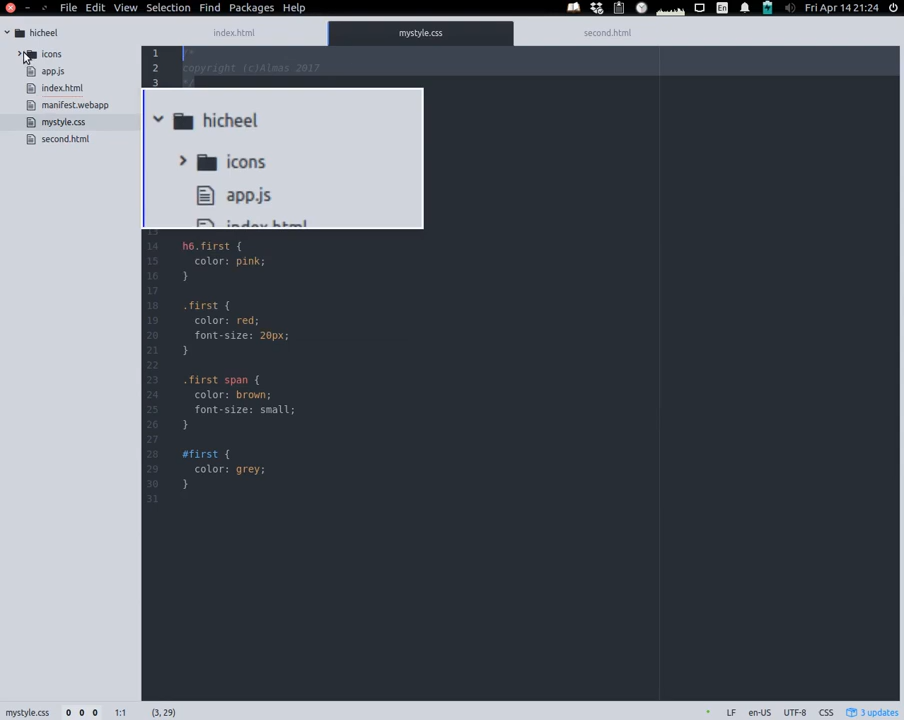 File Edit View Selection Find Packages Help En Fri Apr 14 21:24
hicheel
icons
app.js
index.html
manifest.webapp
mystyle.css
second.html
index.html mystyle.css second.html
1 /*
2 copyright (c)Almas 2017
3 */
hicheel
icons
app.js
index.html
13
14 h6.first {
15 color: pink;
16 }
17
18 .first {
19 color: red;
20 font-size: 20px;
21 }
22
23 .first span {
24 color: brown;
25 font-size: small;
26 }
27
28 #first {
29 color: grey;
30 }
31
mystyle.css 0 0 0 1:1 (3, 29) LF en-US UTF-8 CSS 3 updates